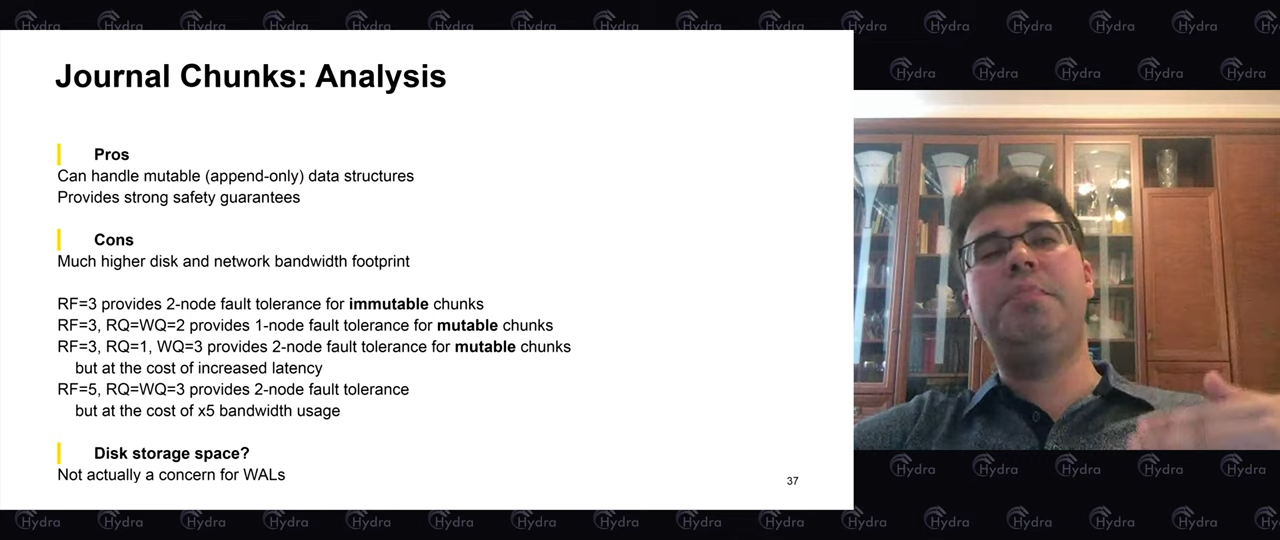 Journal Chunks: Analysis
Pros
Can handle mutable (append-only) data structures
Provides strong safety guarantees
Cons
Much higher disk and network bandwidth footprint
RF=3 provides 2-node fault tolerance for immutable chunks
RF=3, RQ=WQ=2 provides 1-node fault tolerance for mutable chunks
RF=3, RQ=1, WQ=3 provides 2-node fault tolerance for mutable chunks
but at the cost of increased latency
RF=5, RQ=WQ=3 provides 2-node fault tolerance
but at the cost of x5 bandwidth usage
Disk storage space?
Not actually a concern for WALs
37
Hydra